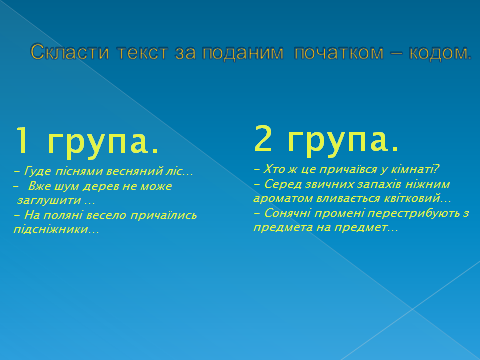 Скласти текст за поданим початком – кодом.
1 група.
- Гуде піснями весняний ліс...
- Вже шум дерев не може
заглушити ...
- На поляні весело причаїлись
підсніжники...
2 група.
- Хто ж це причаївся у кімнаті?
- Серед звичних запахів ніжним
ароматом вливається квітковий...
- Сонячні промені перестрибують з
предмета на предмет...